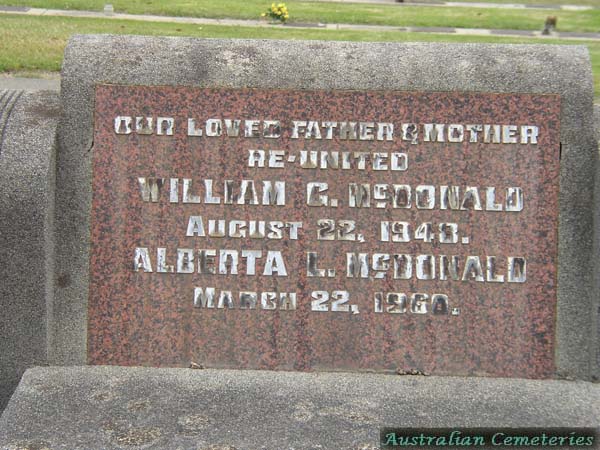 OUR LOVED FATHER & MOTHER
RE-UNITED
WILLIAM G. McDONALD
AUGUST 22, 1948.
ALBERTA L. McDONALD
MARCH 22, 1960.
Australian Cemeteries